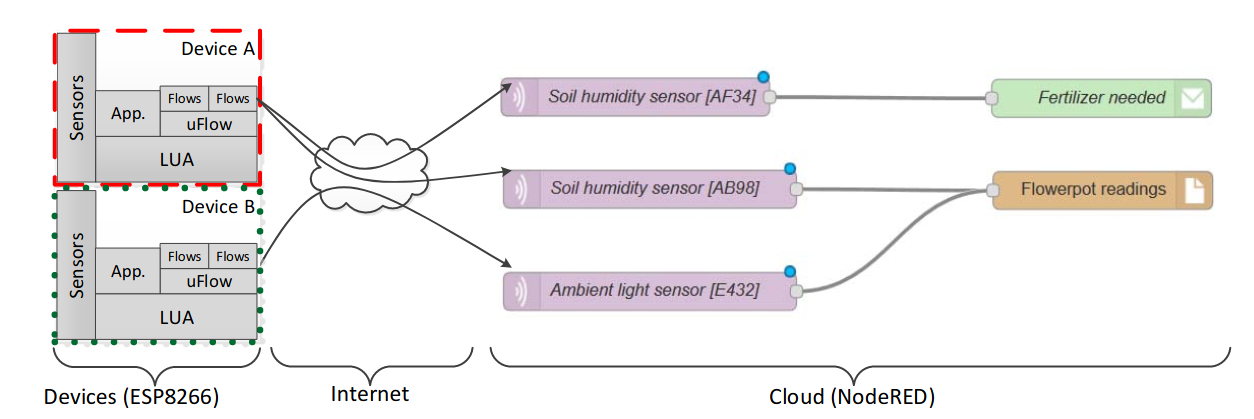 Device A
Sensors
App.
Flows
Flows
uFlow
LUA
Device B
Sensors
App.
Flows
Flows
uFlow
LUA
Soil humidity sensor [AF34]
Fertilizer needed
Soil humidity sensor [AB98]
Flowerpot readings
Ambient light sensor [E432]
Devices (ESP8266)
Internet
Cloud (NodeRED)